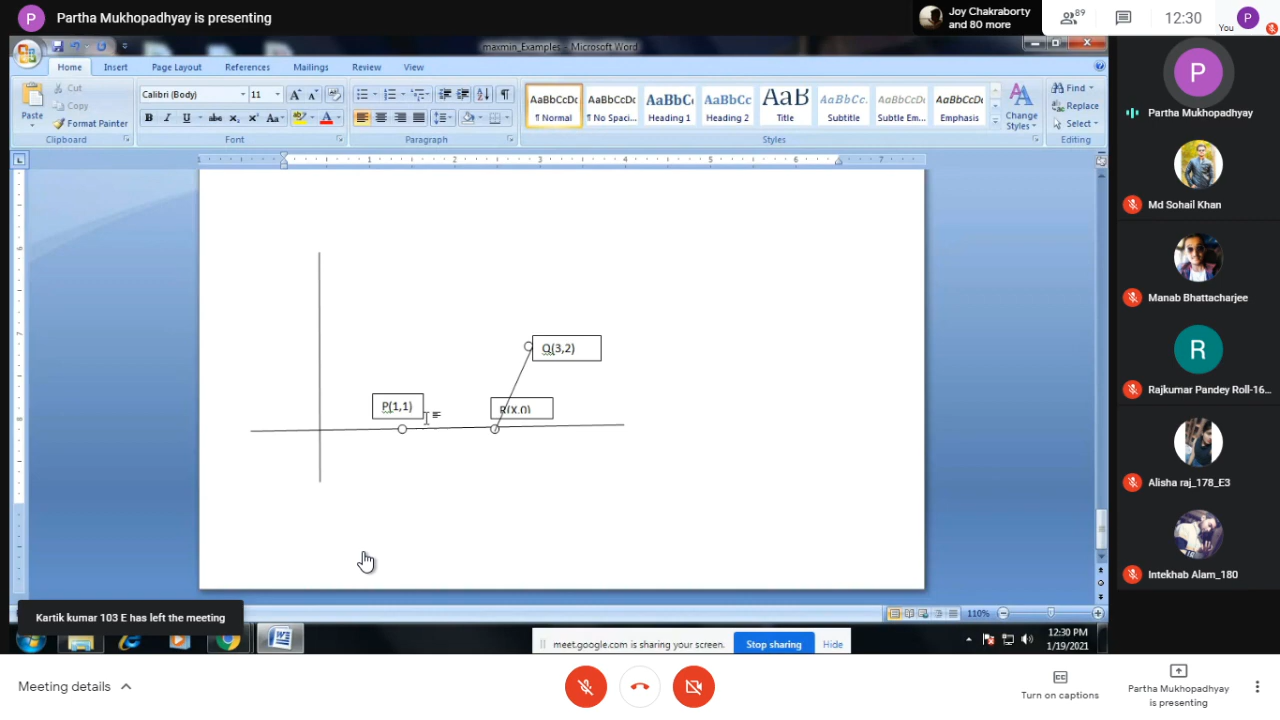 P
Partha Mukhopadhyay is presenting
Joy Chakraborty
and 80 more
89
12:30
You
P
maxmin_Examples - Microsoft Word
Home
Insert
Page Layout
References
Mailings
Review
View
Paste
Cut
Copy
Format Painter
Clipboard
Calibri (Body)
11
Font
Paragraph
AaBbCcDc
¶ Normal
AaBbCcDc
¶ No Spaci...
AaBbCc
Heading 1
AaBbCc
Heading 2
AaB
Title
AaBbCc.
Subtitle
AaBbCcDc
Subtle Em...
AaBbCcDc
Emphasis
Change
Styles
Styles
Find
Replace
Select
Editing
Q(3,2)
P(1,1)
R(X,0)
P
Partha Mukhopadhyay
Md Sohail Khan
Manab Bhattacharjee
R
Rajkumar Pandey Roll-16...
Alisha raj_178_E3
Intekhab Alam_180
Kartik kumar 103 E has left the meeting
110%
meet.google.com is sharing your screen.
Stop sharing
Hide
12:30 PM
1/19/2021
Meeting details
Turn on captions
Partha Mukhopadhyay
is presenting